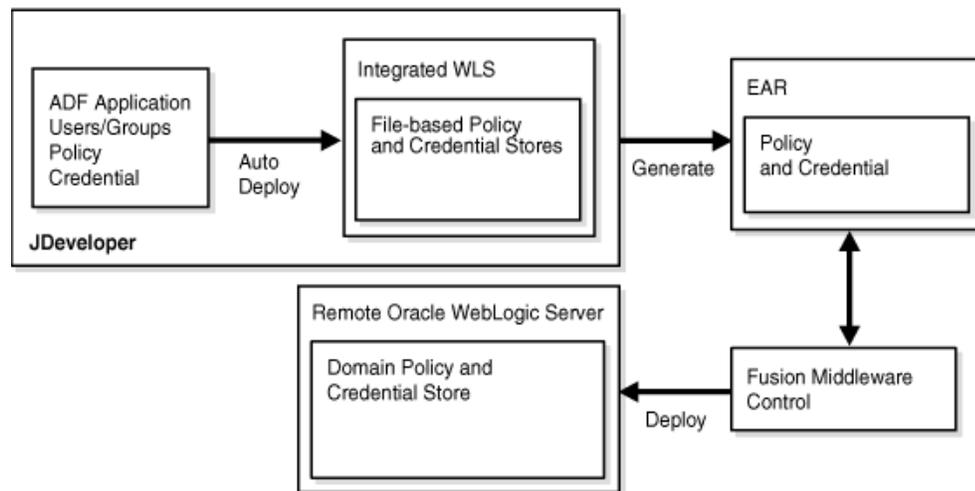 ADF Application
Users/Groups
Policy
Credential
Auto
Deploy
Integrated WLS
File-based Policy
and Credential Stores
JDeveloper
Generate
EAR
Policy
and Credential
Remote Oracle WebLogic Server
Domain Policy and
Credential Store
Deploy
Fusion Middleware
Control